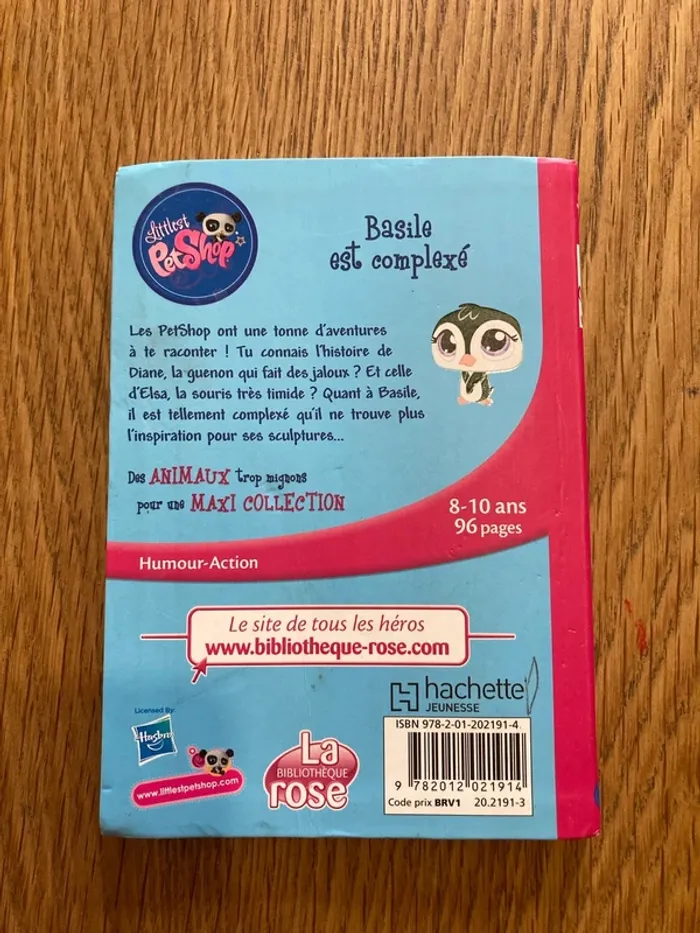 Littlest
PetShop
Basile
est complexé
Les PetShop ont une tonne d'aventures
à te raconter ! Tu connais l'histoire de
Diane, la guenon qui fait des jaloux ? Et celle
d'Elsa, la souris très timide ? Quant à Basile,
il est tellement complexé qu'il ne trouve plus
l'inspiration pour ses sculptures...
Des ANIMAUX trop mignons
pour une MAXI COLLECTION
8-10 ans
96 pages
Humour-Action
Le site de tous les héros
www.bibliotheque-rose.com
hachette
JEUNESSE
Licensed By:
Hasbro
www.littlestpetshop.com
La
BIBLIOTHÈQUE
rose
ISBN 978-2-01-202191-4
9 782012 021914
Code prix BRV1 20.2191-3